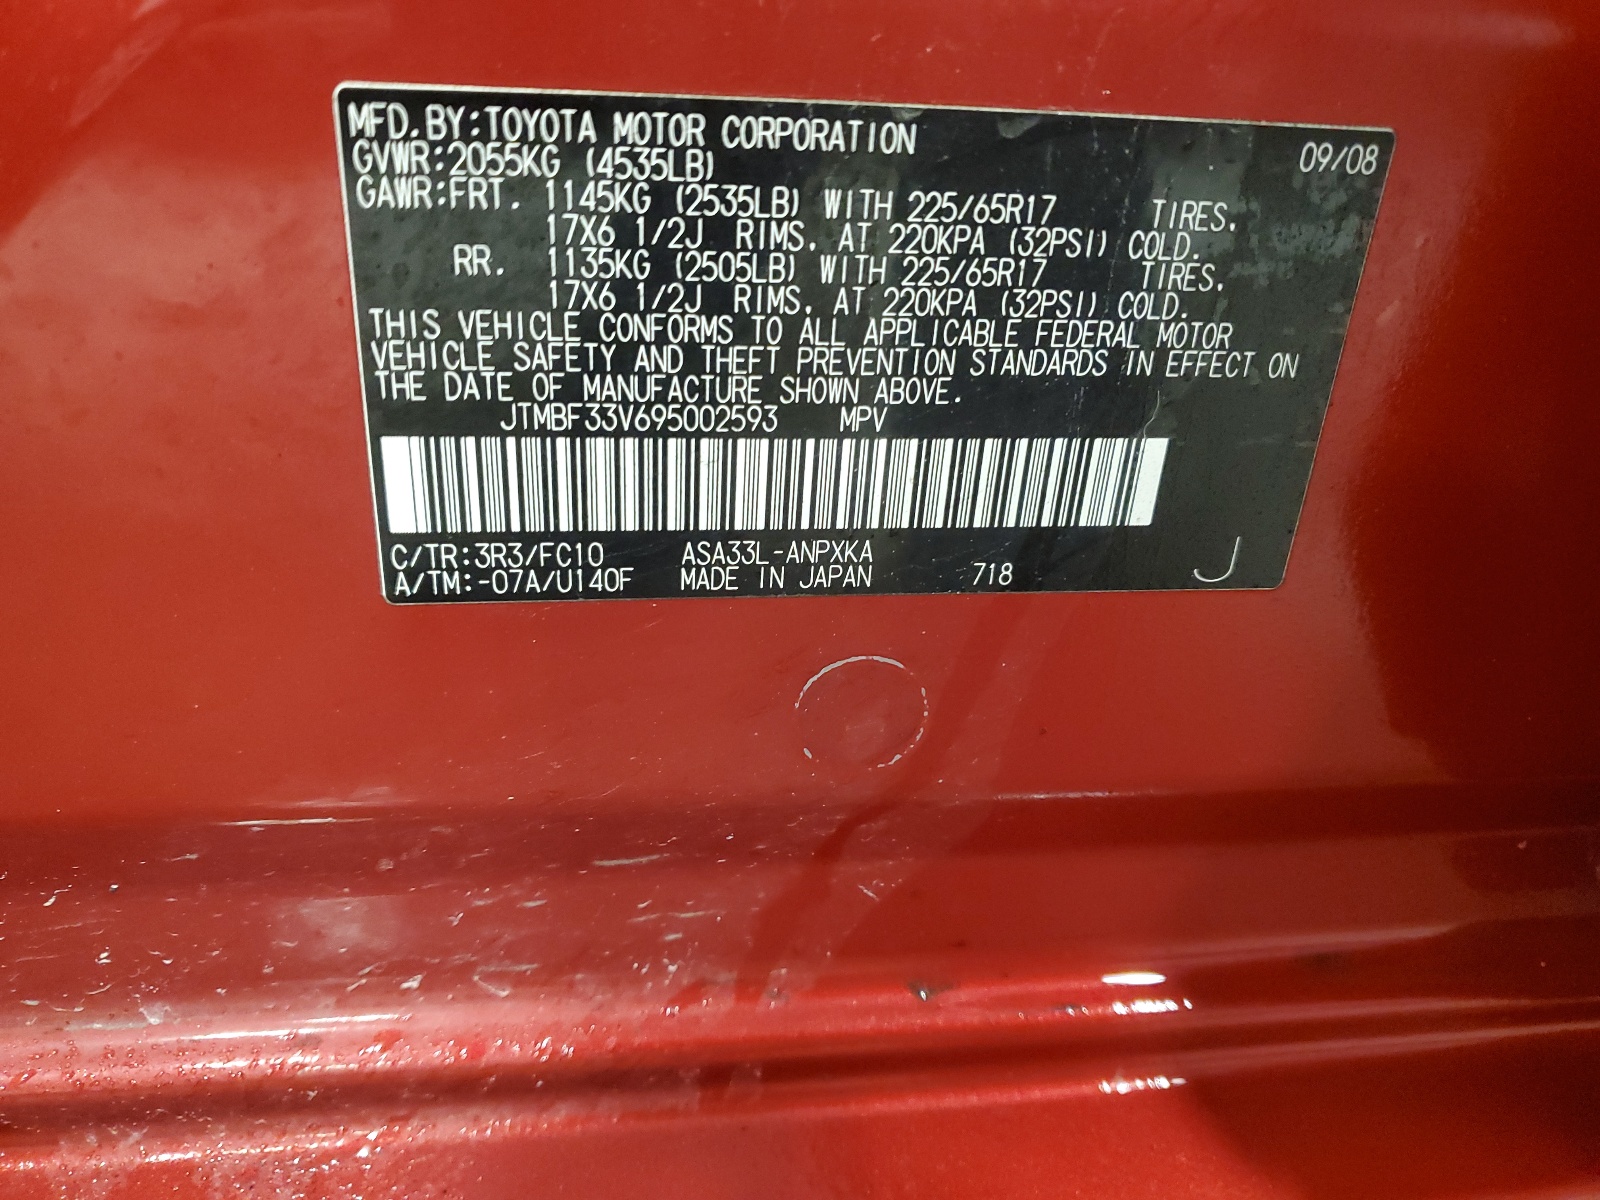 MFD.BY:TOYOTA MOTOR CORPORATION 09/08
GVWR:2055KG (4535LB)
GAWR:FRT. 1145KG (2535LB) WITH 225/65R17 TIRES.
17X6 1/2J RIMS, AT 220KPA (32PSI) COLD.
RR. 1135KG (2505LB) WITH 225/65R17 TIRES.
17X6 1/2J RIMS, AT 220KPA (32PSI) COLD.
THIS VEHICLE CONFORMS TO ALL APPLICABLE FEDERAL MOTOR
VEHICLE SAFETY AND THEFT PREVENTION STANDARDS IN EFFECT ON
THE DATE OF MANUFACTURE SHOWN ABOVE.
JTMBF33V695002593 MPV
C/TR:3R3/FC10 ASA33L-ANPXKA
A/TM:-07A/U140F MADE IN JAPAN 718 J